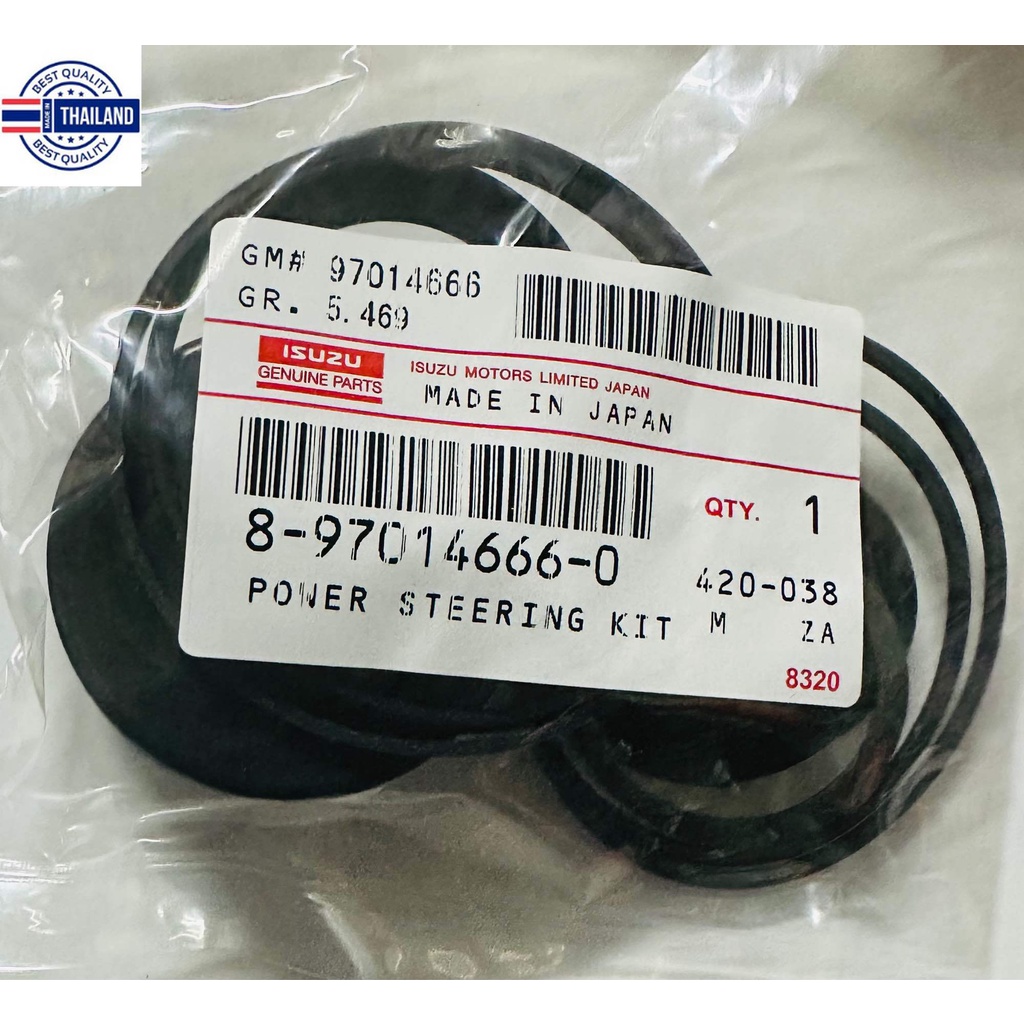 BEST QUALITY
MADE IN
THAILAND
BEST QUALITY
GM# 97014666
GR. 5.469
ISUZU
GENUINE PARTS
ISUZU MOTORS LIMITED JAPAN
MADE IN JAPAN
QTY. 1
8-97014666-0
420-038
POWER STEERING KIT M ZA
8320